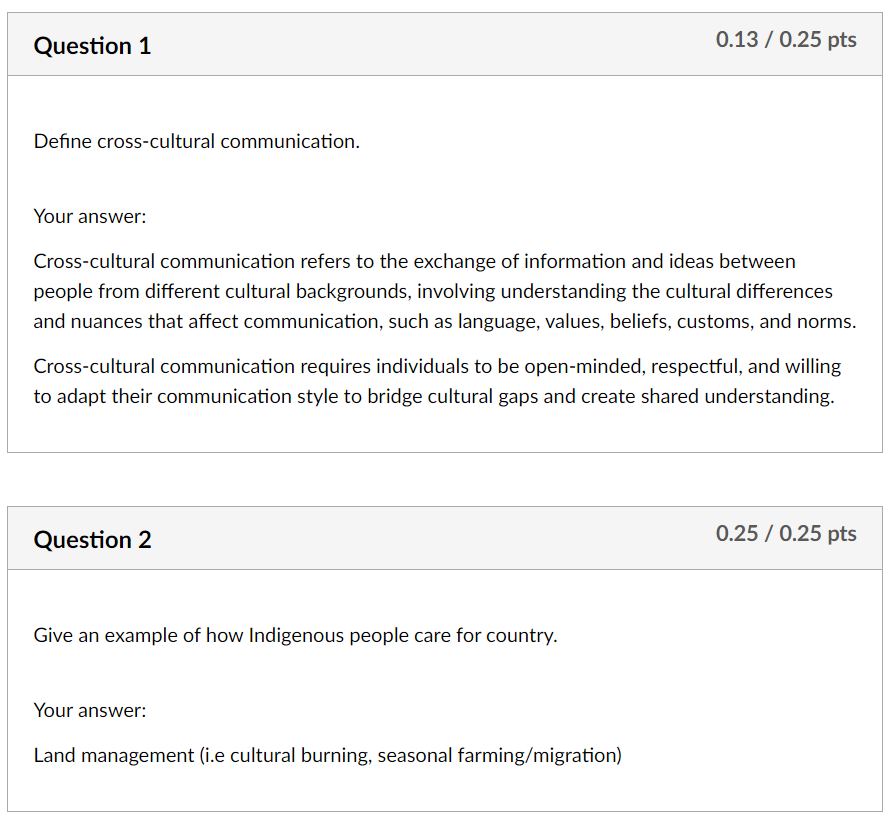 Question 1
0.13 / 0.25 pts
Define cross-cultural communication.
Your answer:
Cross-cultural communication refers to the exchange of information and ideas between
people from different cultural backgrounds, involving understanding the cultural differences
and nuances that affect communication, such as language, values, beliefs, customs, and norms.
Cross-cultural communication requires individuals to be open-minded, respectful, and willing
to adapt their communication style to bridge cultural gaps and create shared understanding.
Question 2
0.25 / 0.25 pts
Give an example of how Indigenous people care for country.
Your answer:
Land management (i.e cultural burning, seasonal farming/migration)